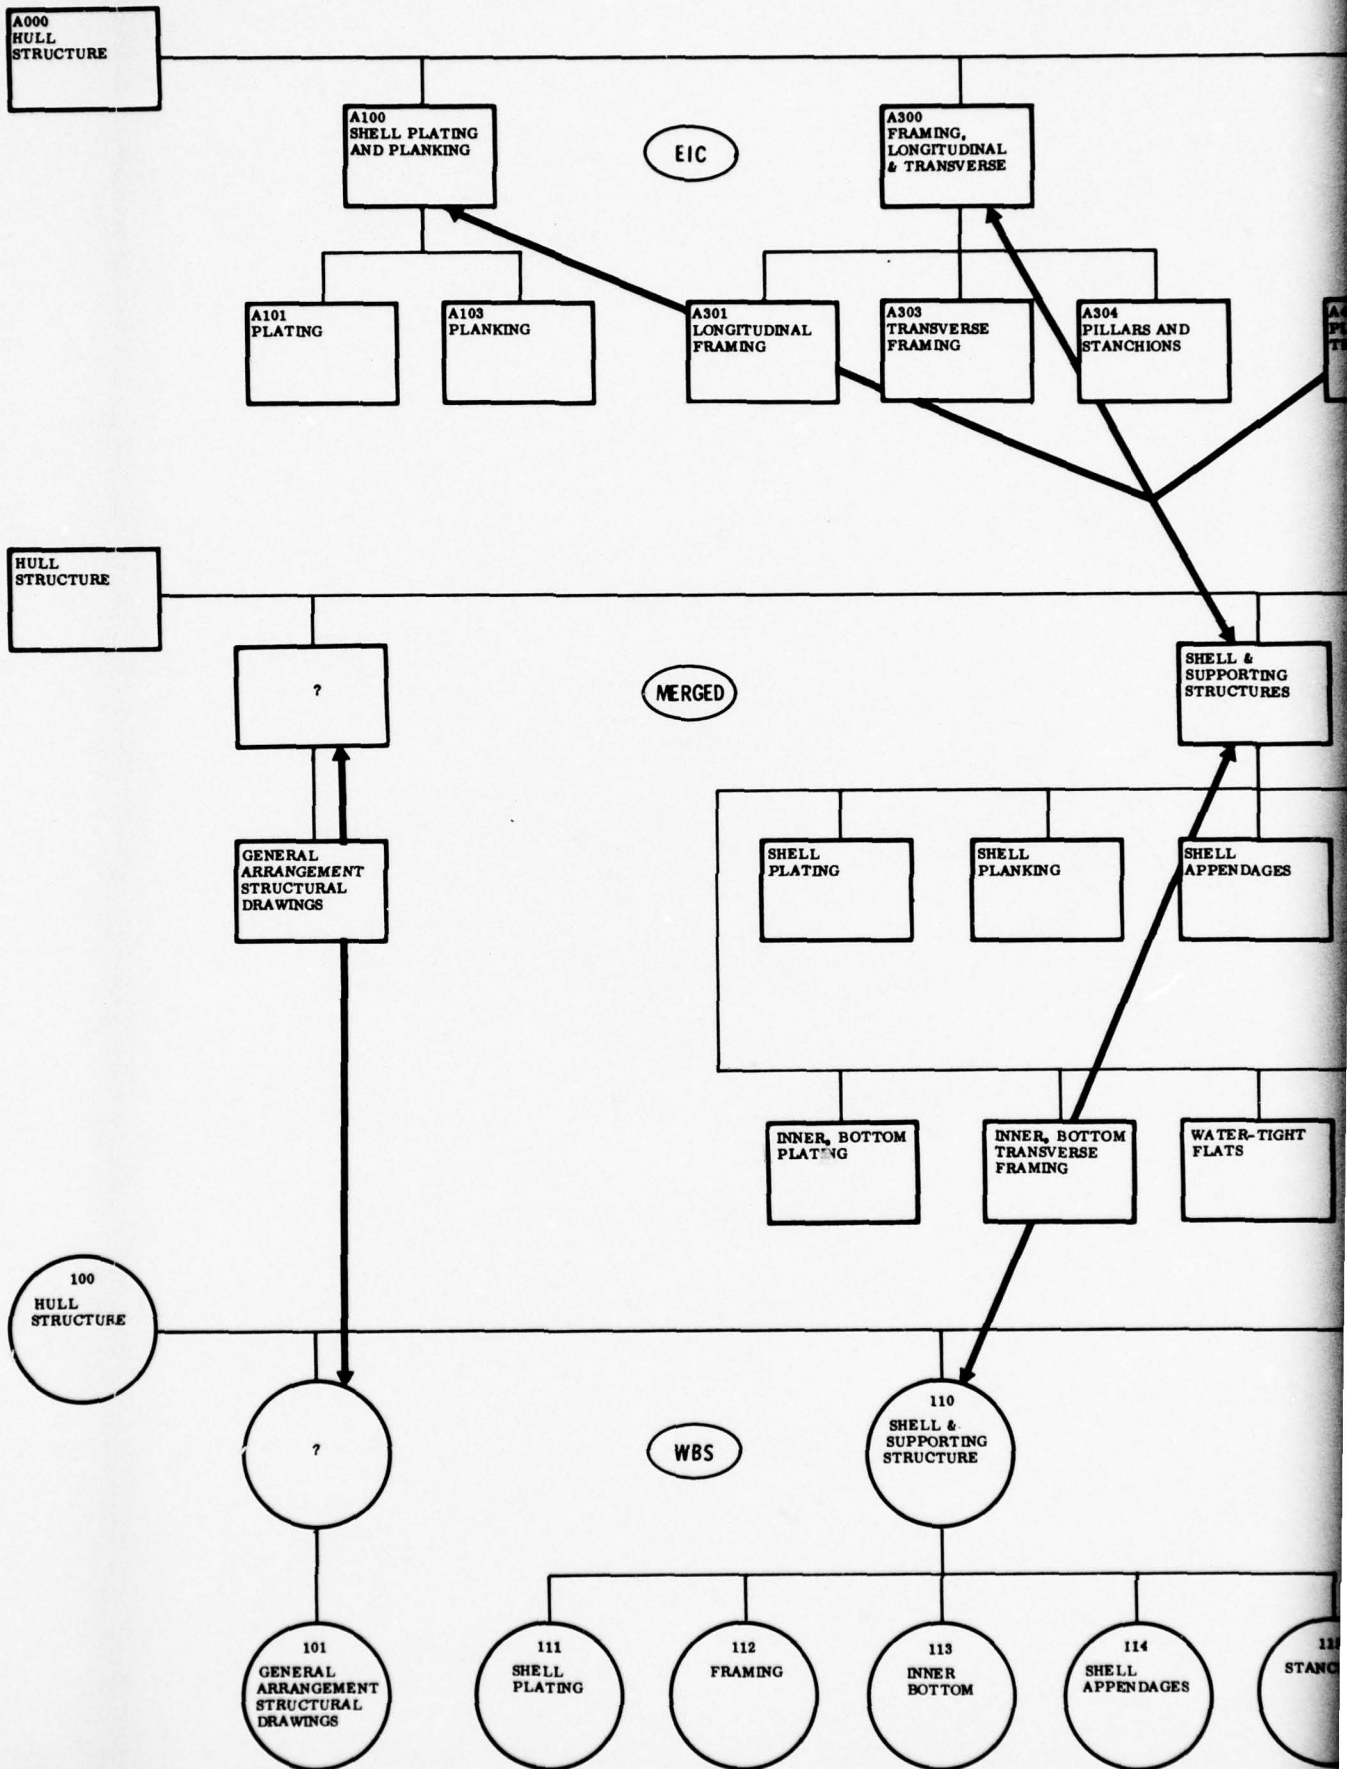 A000
HULL
STRUCTURE
A100
SHELL PLATING
AND PLANKING
EIC
A300
FRAMING,
LONGITUDINAL
& TRANSVERSE
A101
PLATING
A103
PLANKING
A301
LONGITUDINAL
FRAMING
A303
TRANSVERSE
FRAMING
A304
PILLARS AND
STANCHIONS
HULL
STRUCTURE
?
MERGED
SHELL &
SUPPORTING
STRUCTURES
GENERAL
ARRANGEMENT
STRUCTURAL
DRAWINGS
SHELL
PLATING
SHELL
PLANKING
SHELL
APPENDAGES
INNER, BOTTOM
PLATING
INNER, BOTTOM
TRANSVERSE
FRAMING
WATER-TIGHT
FLATS
100
HULL
STRUCTURE
?
WBS
110
SHELL &
SUPPORTING
STRUCTURE
101
GENERAL
ARRANGEMENT
STRUCTURAL
DRAWINGS
111
SHELL
PLATING
112
FRAMING
113
INNER
BOTTOM
114
SHELL
APPENDAGES